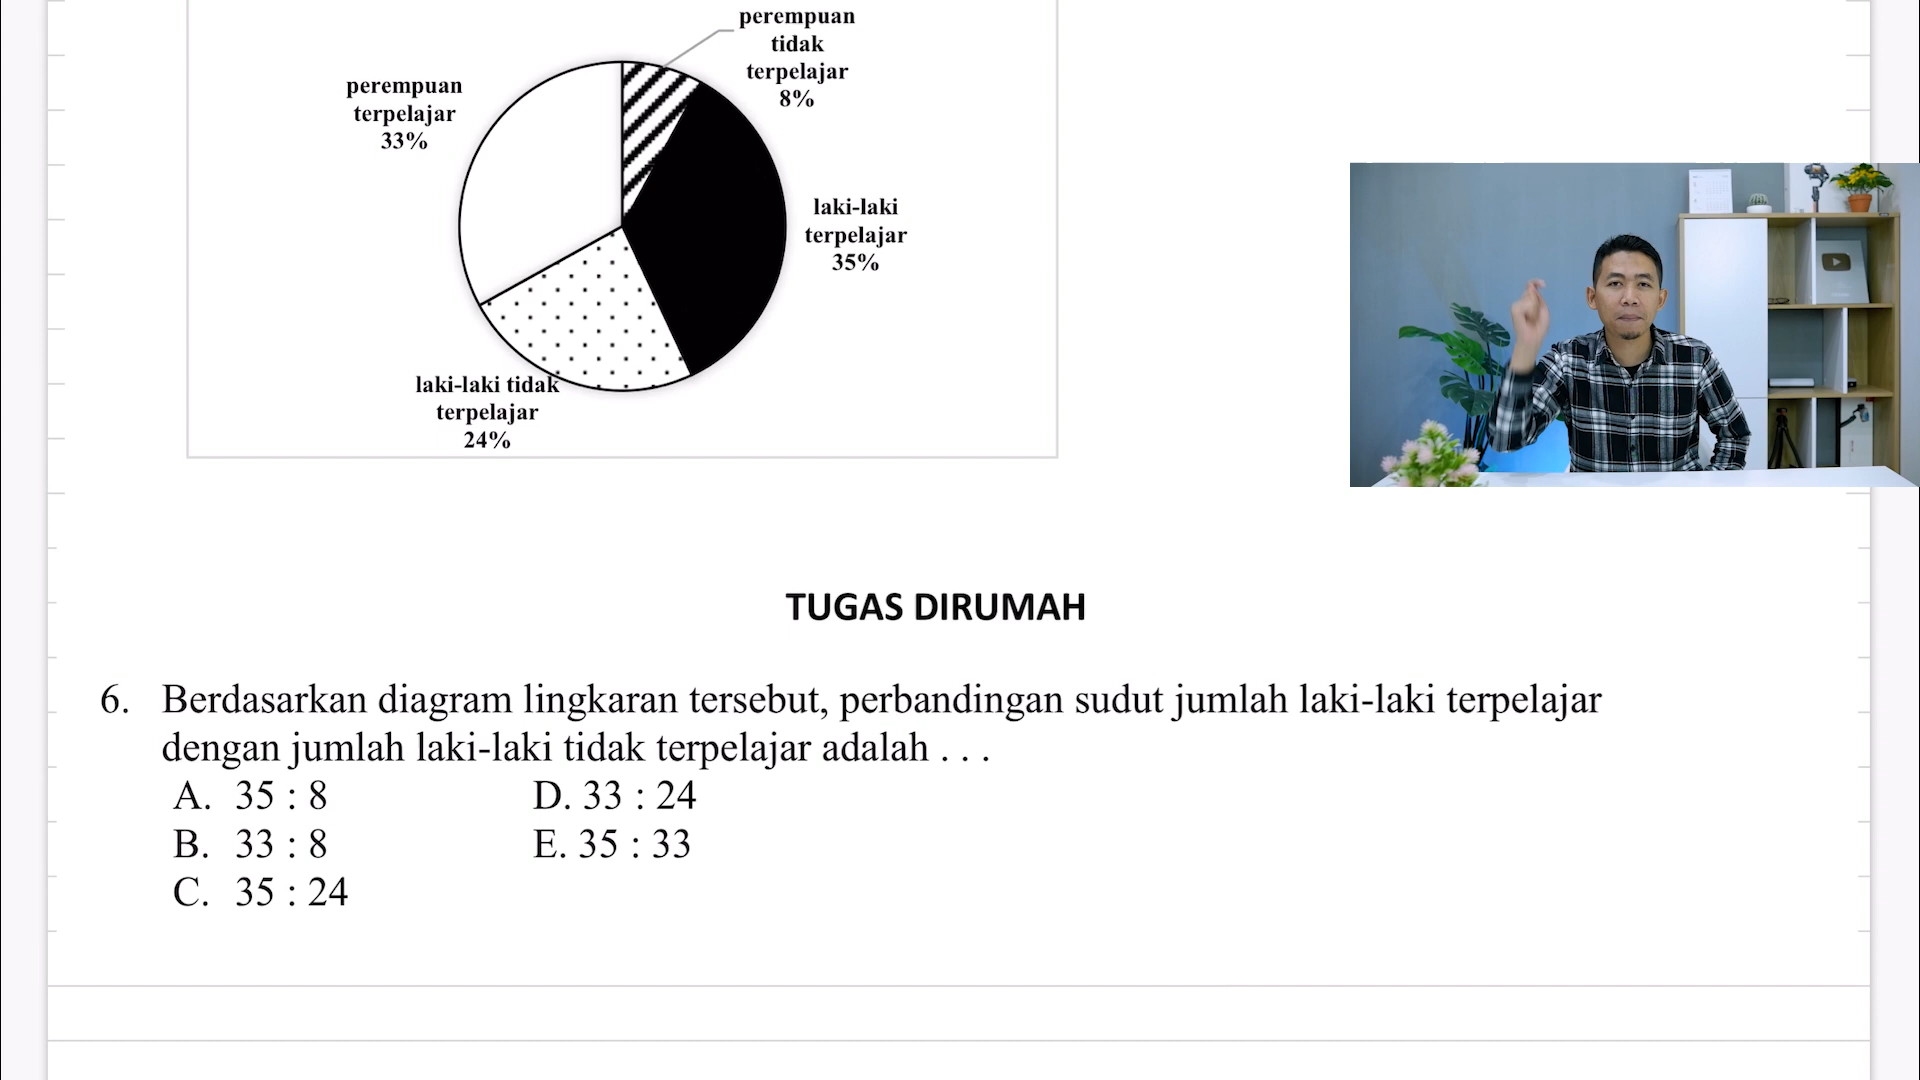 perempuan
tidak
terpelajar
8%
perempuan
terpelajar
33%
laki-laki
terpelajar
35%
laki-laki tidak
terpelajar
24%
TUGAS DIRUMAH
6. Berdasarkan diagram lingkaran tersebut, perbandingan sudut jumlah laki-laki terpelajar
dengan jumlah laki-laki tidak terpelajar adalah . . .
A. 35 : 8 D. 33 : 24
B. 33 : 8 E. 35 : 33
C. 35 : 24